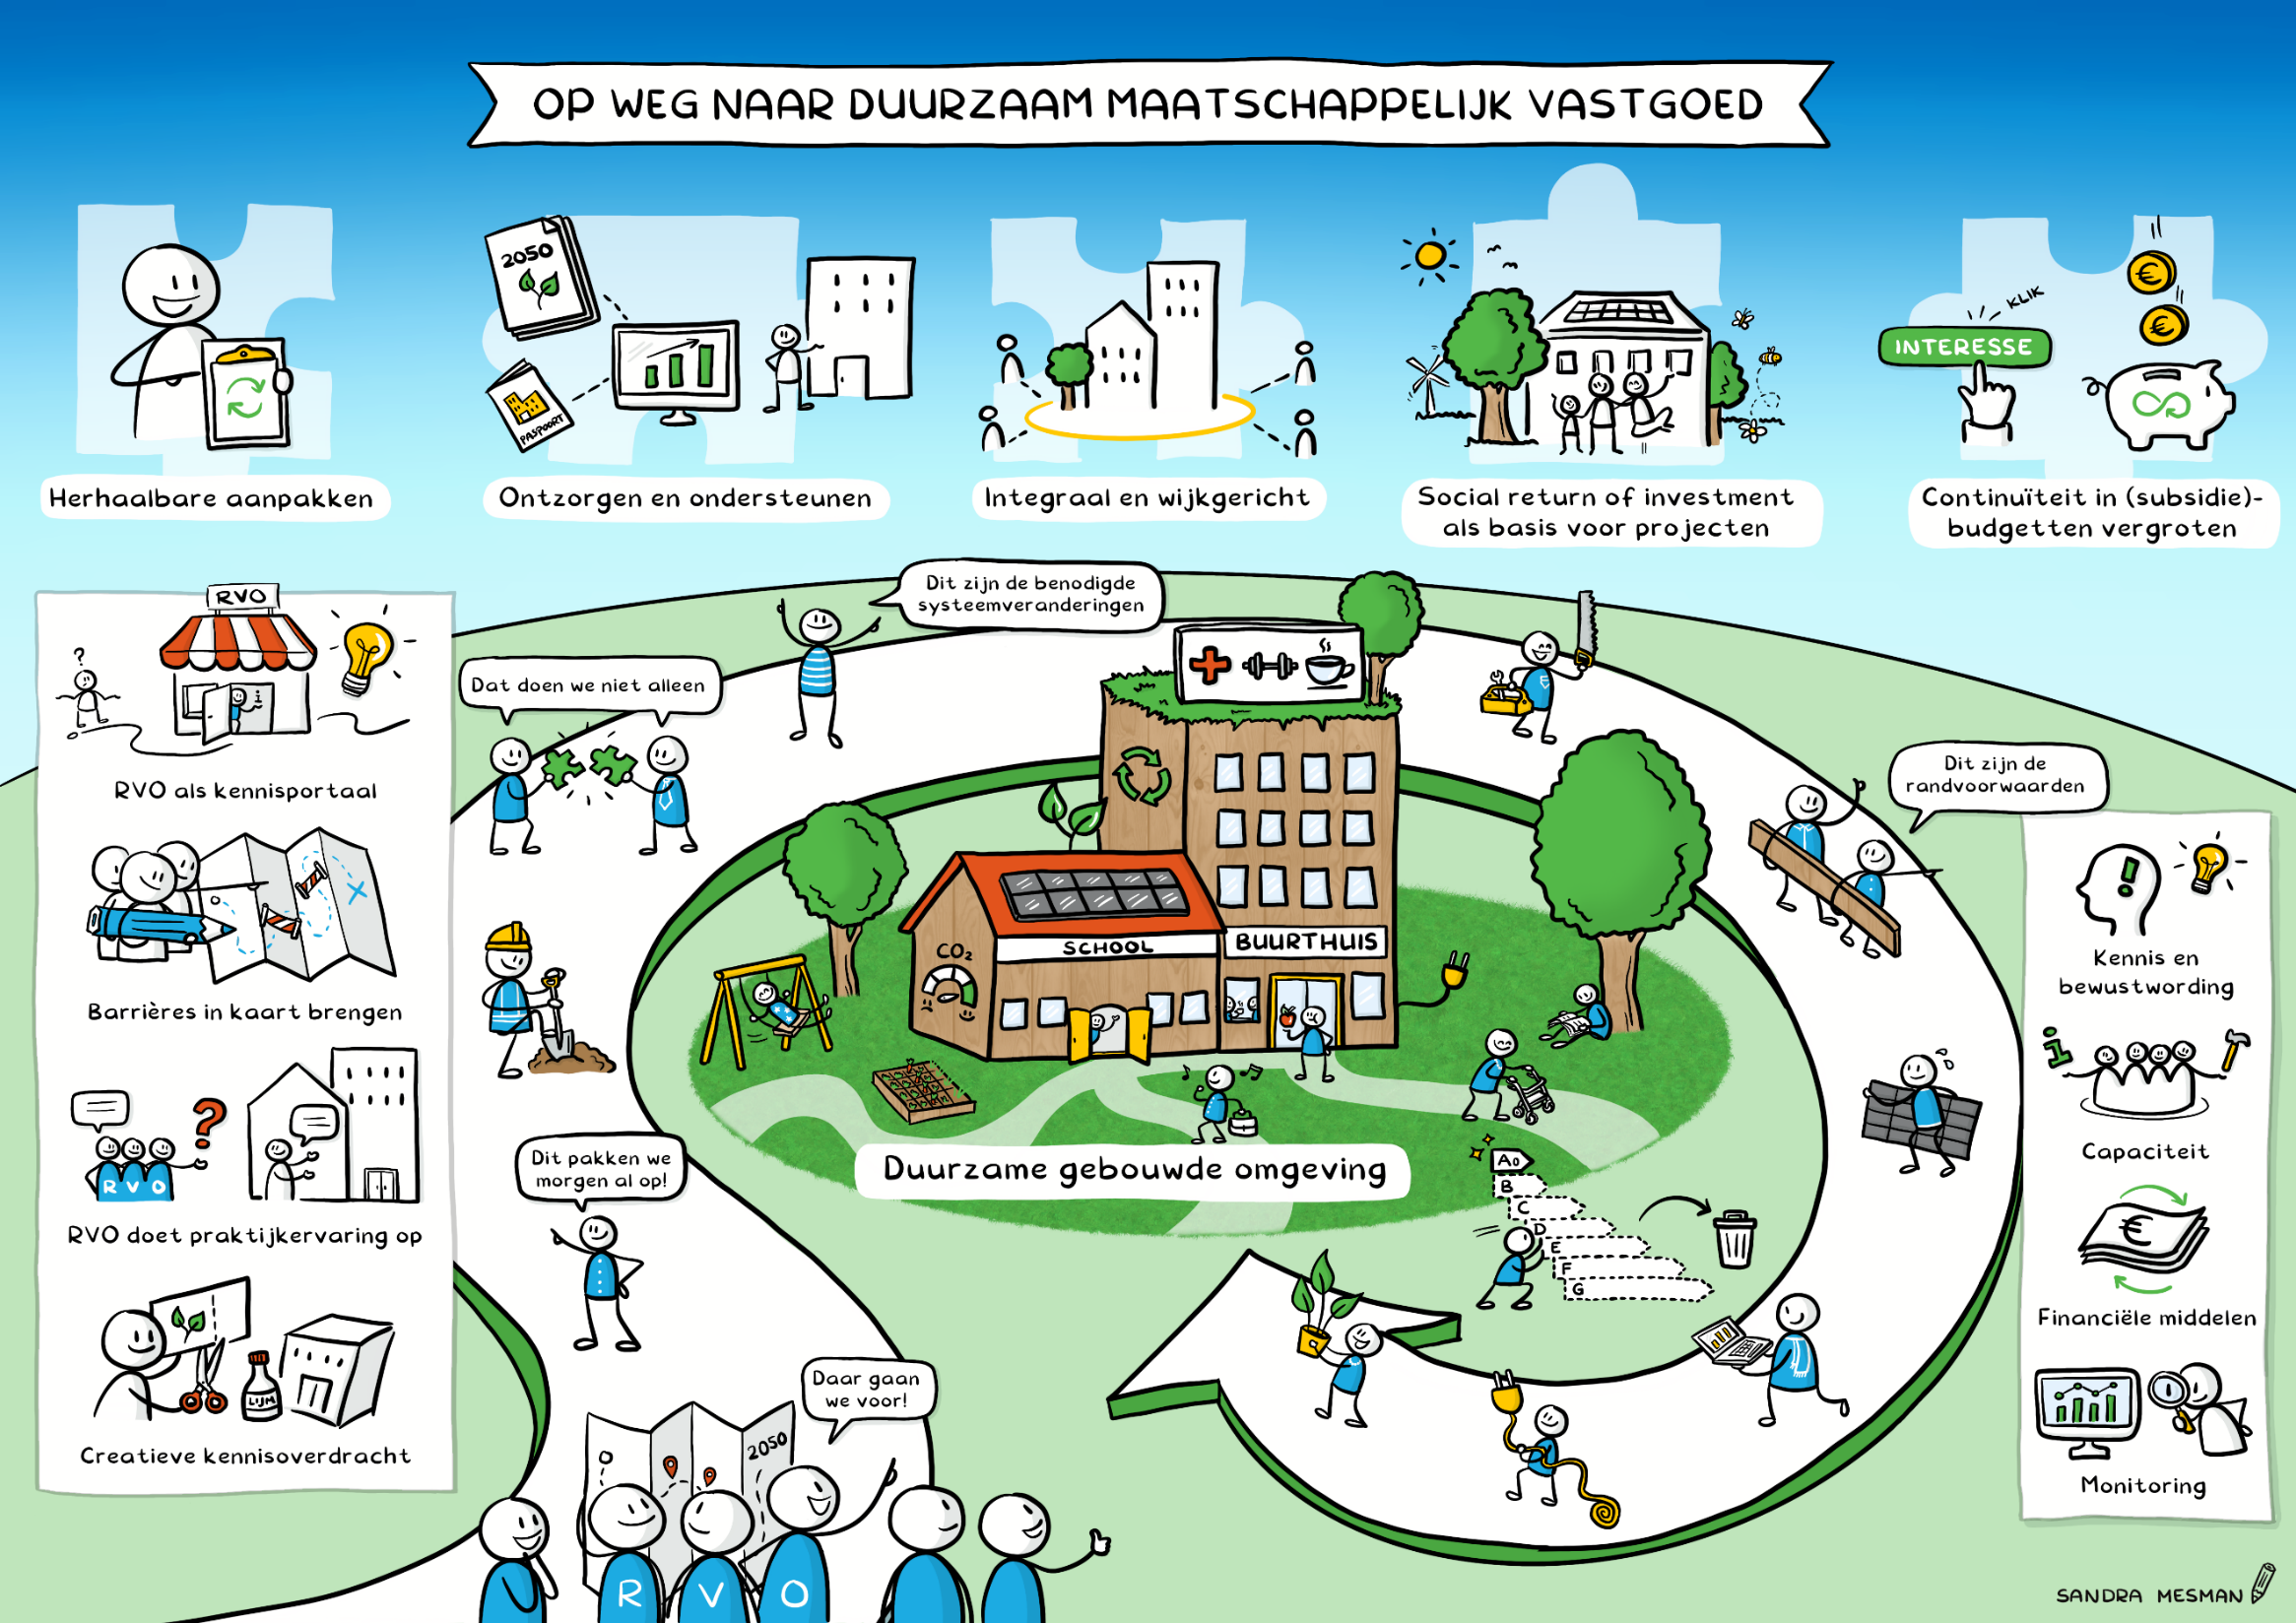 OP WEG NAAR DUURZAAM MAATSCHAPPELIJK VASTGOED
2050
PASPOORT
KLIK
INTERESSE
€
€
Herhaalbare aanpakken
Ontzorgen en ondersteunen
Integraal en wijkgericht
Social return of investment
als basis voor projecten
Continuïteit in (subsidie)-
budgetten vergroten
RVO
?
i
RVO als kennisportaal
Barrières in kaart brengen
?
R V O
RVO doet praktijkervaring op
LIJM
Creatieve kennisoverdracht
Dit zijn de benodigde
systeemveranderingen
Dat doen we niet alleen
Dit zijn de
randvoorwaarden
CO₂
SCHOOL
BUURTHUIS
Duurzame gebouwde omgeving
Dit pakken we
morgen al op!
A0
B
C
D
E
F
G
Daar gaan
we voor!
2050
R V O
!
Kennis en
bewustwording
i
Capaciteit
€
Financiële middelen
Monitoring
SANDRA MESMAN